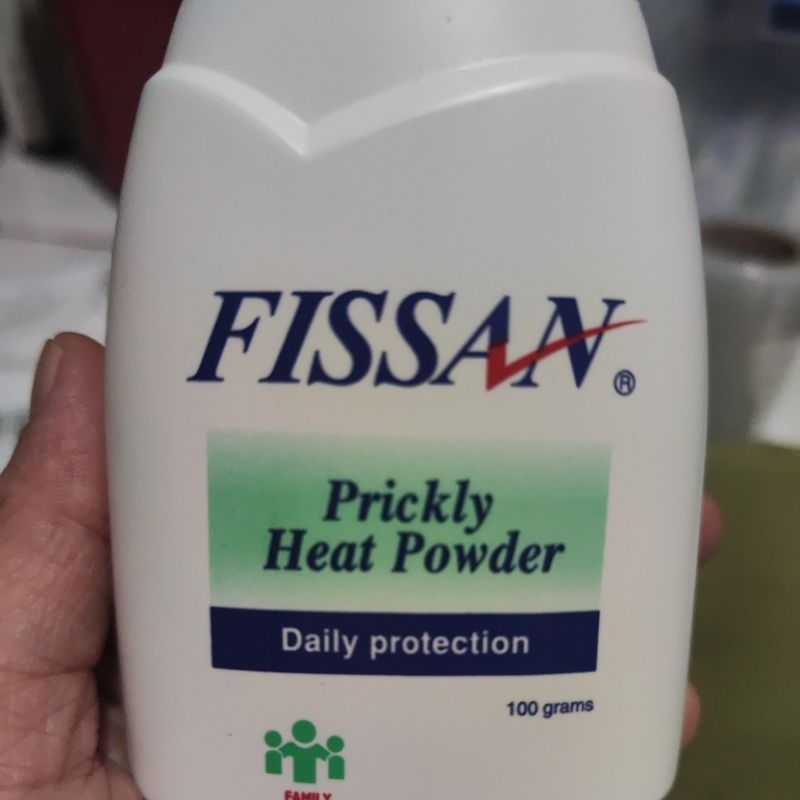 FISSAN®
Prickly
Heat Powder
Daily protection
100 grams
FAMILY